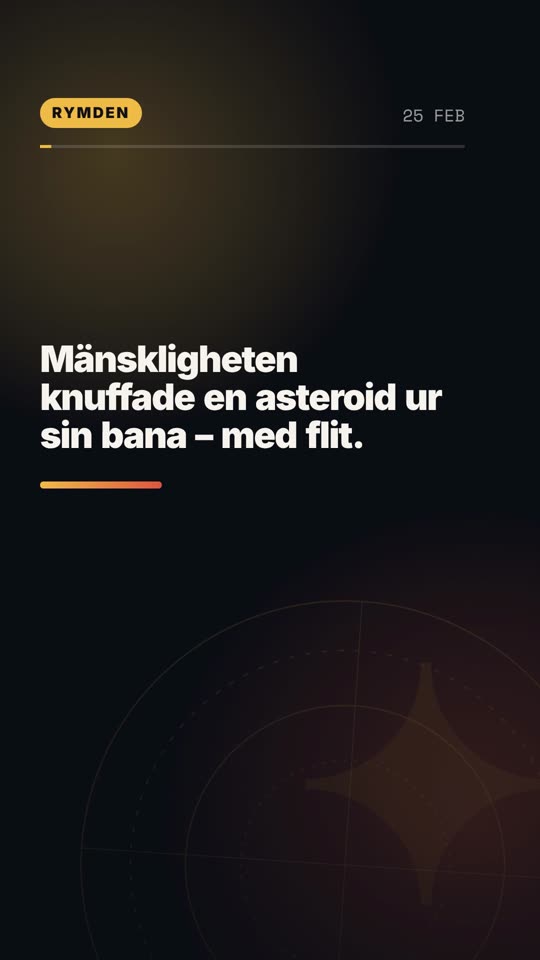 RYMDEN
25 FEB
Mänskligheten
knuffade en asteroid ur
sin bana – med flit.